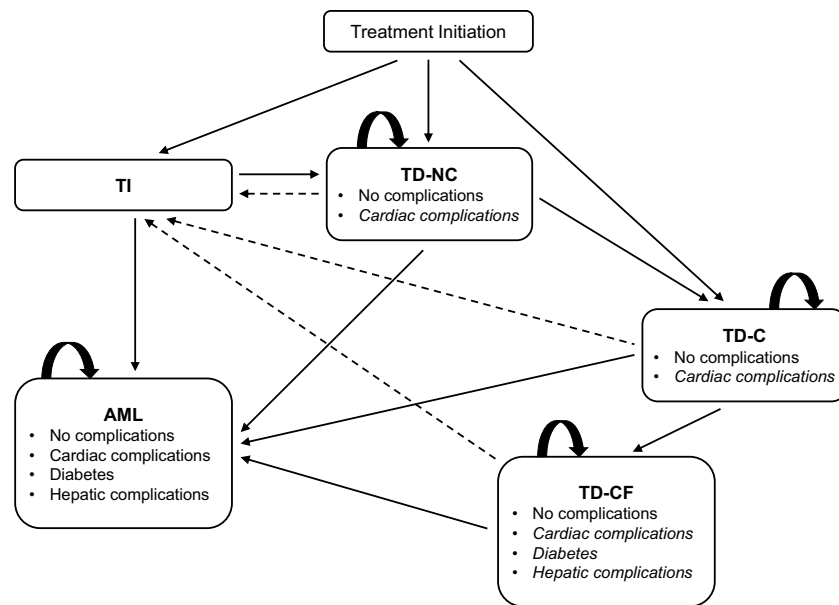 Treatment Initiation
TI
TD-NC
• No complications
• Cardiac complications
TD-C
• No complications
• Cardiac complications
AML
• No complications
• Cardiac complications
• Diabetes
• Hepatic complications
TD-CF
• No complications
• Cardiac complications
• Diabetes
• Hepatic complications